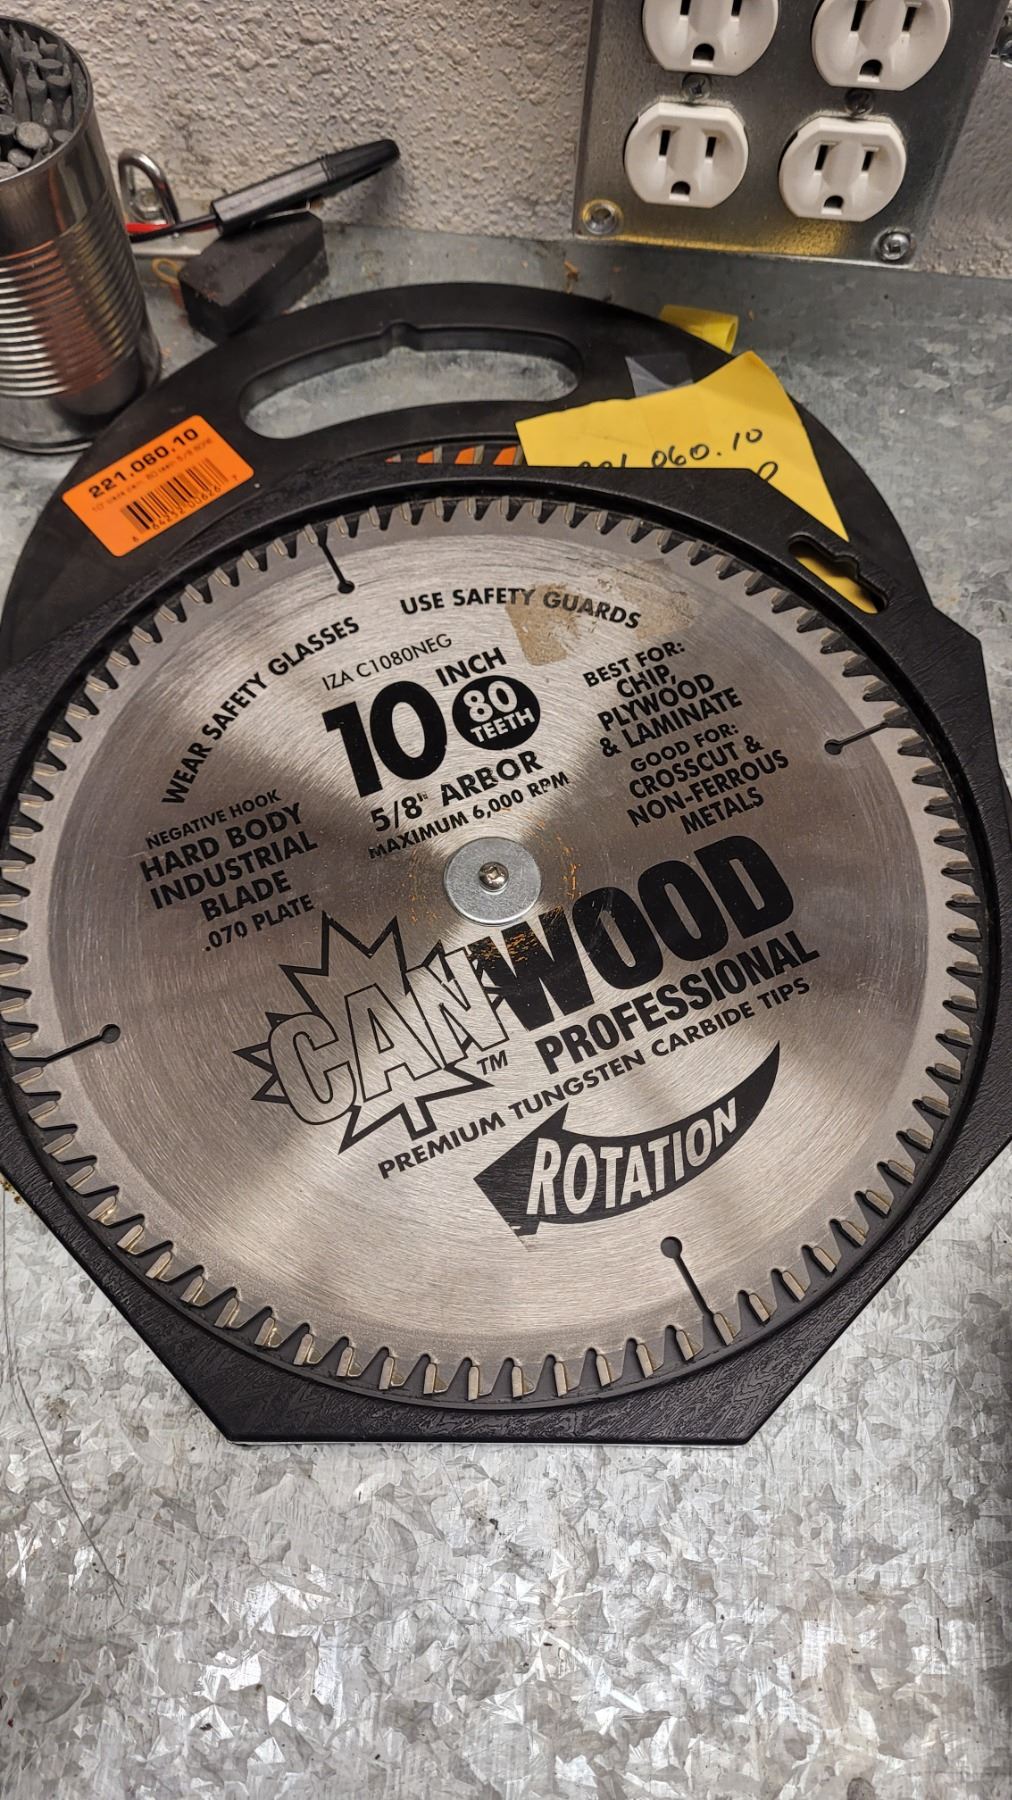 221.060.10
060.10
WEAR SAFETY GLASSES
USE SAFETY GUARDS
IZA C1080NEG
10 INCH
80
TEETH
5/8" ARBOR
MAXIMUM 6,000 RPM
BEST FOR:
CHIP,
PLYWOOD
& LAMINATE
GOOD FOR:
CROSSCUT &
NON-FERROUS
METALS
NEGATIVE HOOK
HARD BODY
INDUSTRIAL
BLADE
.070 PLATE
CANWOOD
TM
PROFESSIONAL
PREMIUM TUNGSTEN CARBIDE TIPS
ROTATION